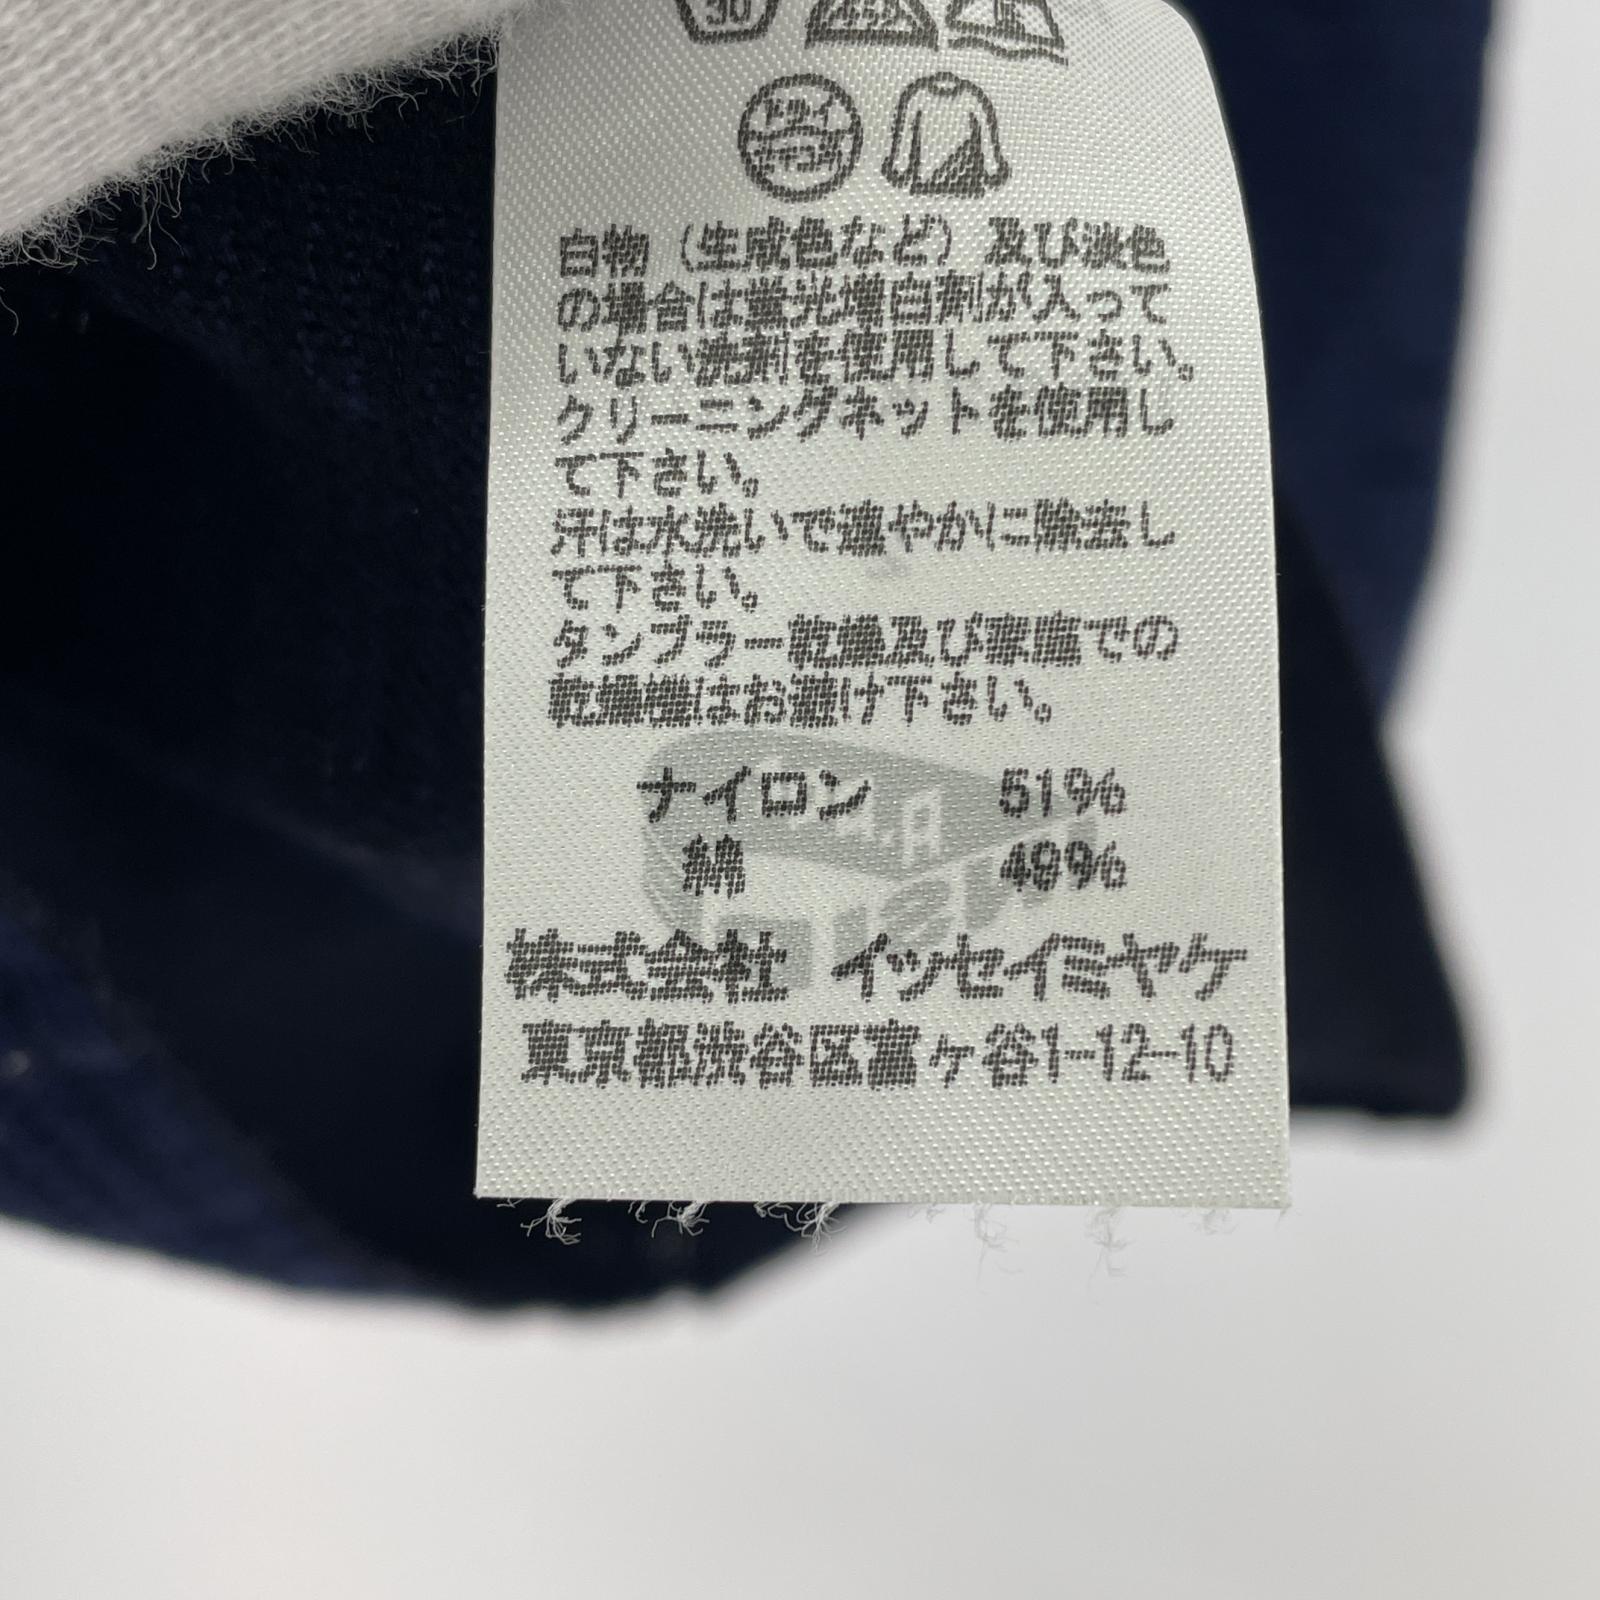 30
ドライ
白物（生成色など）及び淡色
の場合は蛍光増白剤が入って
いない洗剤を使用して下さい。
クリーニングネットを使用し
て下さい。
汗は水洗いで速やかに除去し
て下さい。
タンブラー乾燥及び家庭での
乾燥機はお避け下さい。
ナイロン 51%
綿 49%
株式会社 イッセイミヤケ
東京都渋谷区富ヶ谷1-12-10